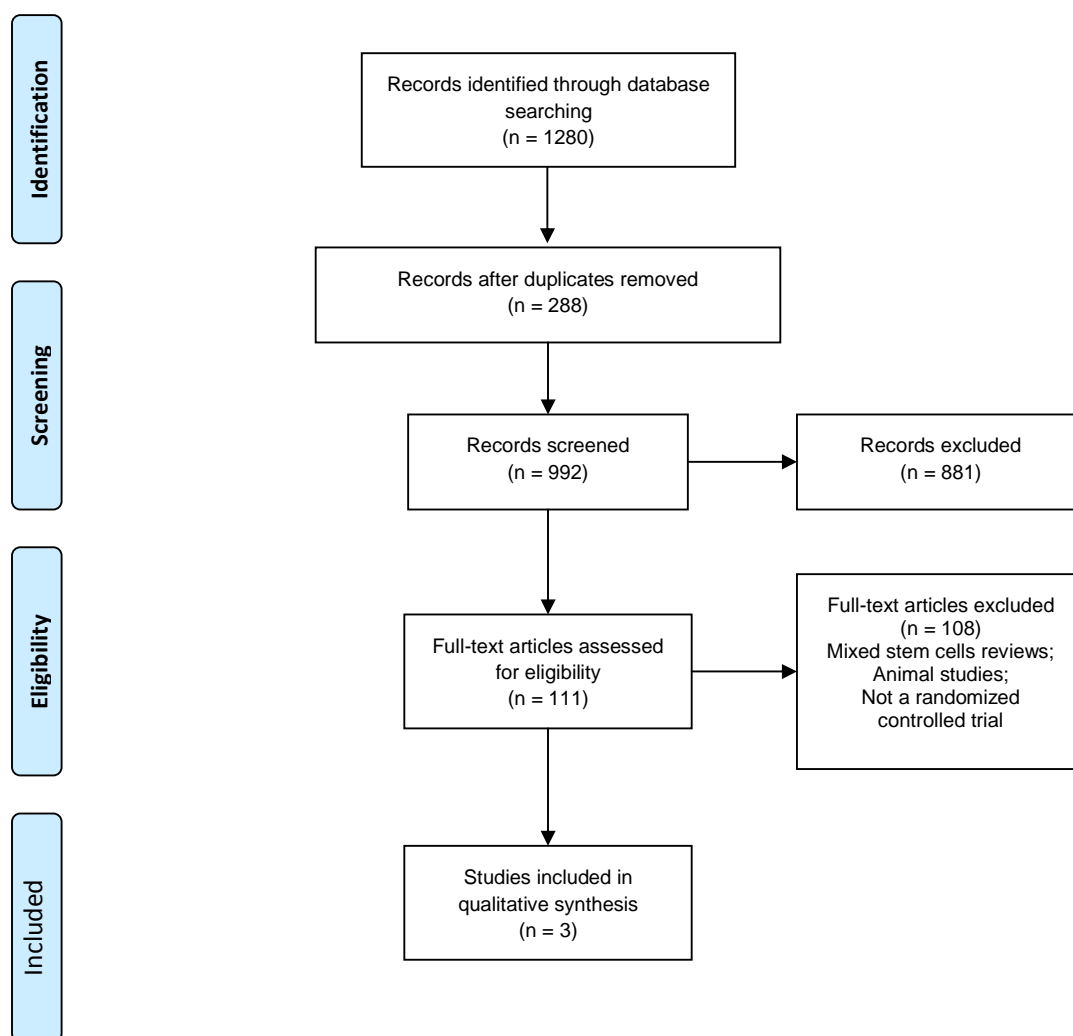 Identification
Records identified through database
searching
(n = 1280)
Records after duplicates removed
(n = 288)
Screening
Records screened
(n = 992)
Records excluded
(n = 881)
Eligibility
Full-text articles assessed
for eligibility
(n = 111)
Full-text articles excluded
(n = 108)
Mixed stem cells reviews;
Animal studies;
Not a randomized
controlled trial
Included
Studies included in
qualitative synthesis
(n = 3)